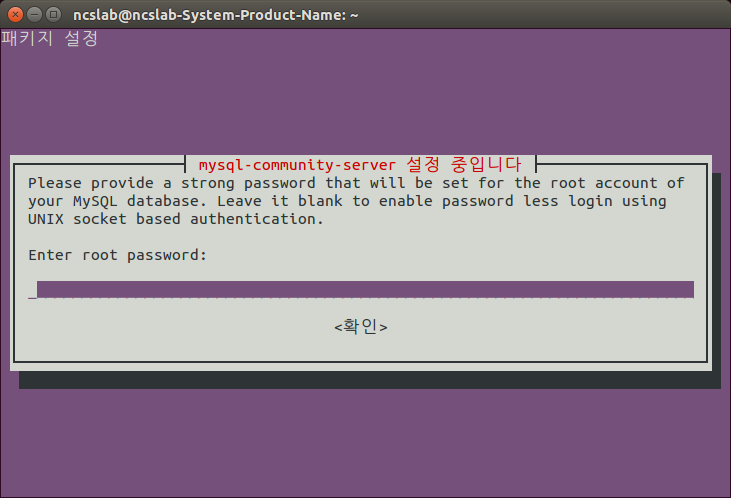 ncslab@ncslab-System-Product-Name: ~
패키지 설정
mysql-community-server 설정 중입니다
Please provide a strong password that will be set for the root account of
your MySQL database. Leave it blank to enable password less login using
UNIX socket based authentication.
Enter root password:
<확인>